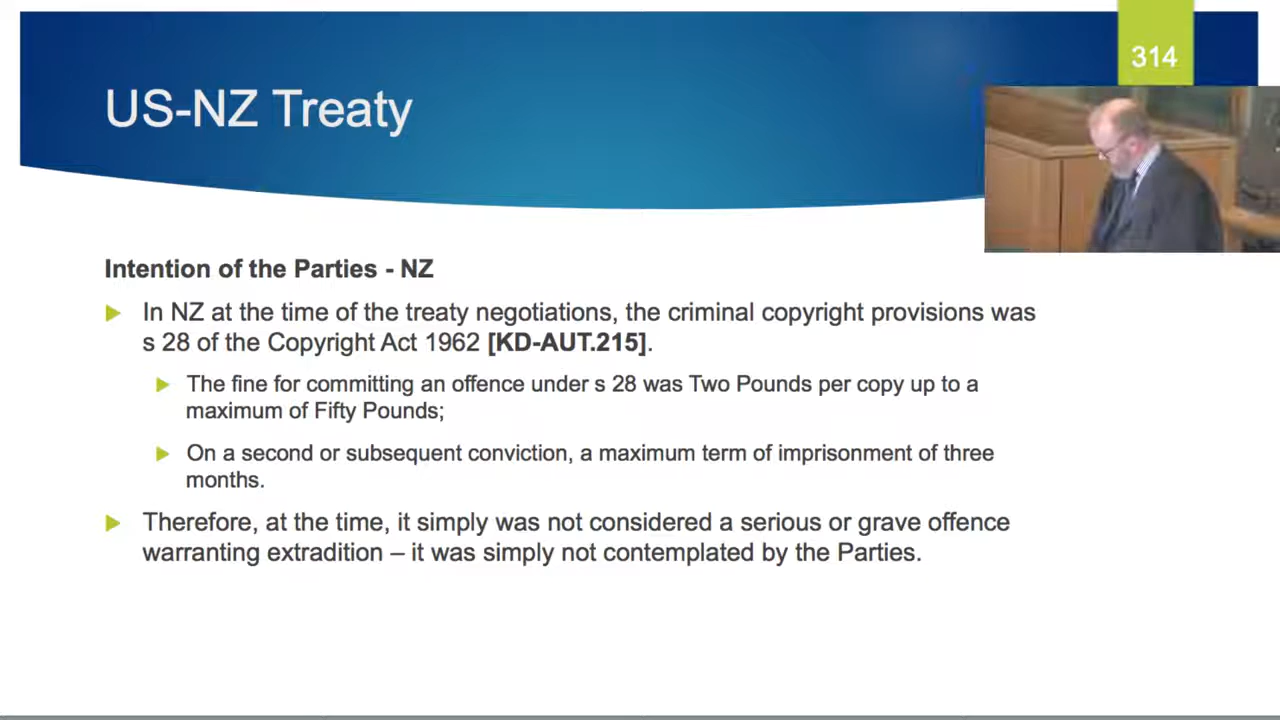 314
US-NZ Treaty
Intention of the Parties - NZ
In NZ at the time of the treaty negotiations, the criminal copyright provisions was
s 28 of the Copyright Act 1962 [KD-AUT.215].
The fine for committing an offence under s 28 was Two Pounds per copy up to a
maximum of Fifty Pounds;
On a second or subsequent conviction, a maximum term of imprisonment of three
months.
Therefore, at the time, it simply was not considered a serious or grave offence
warranting extradition – it was simply not contemplated by the Parties.